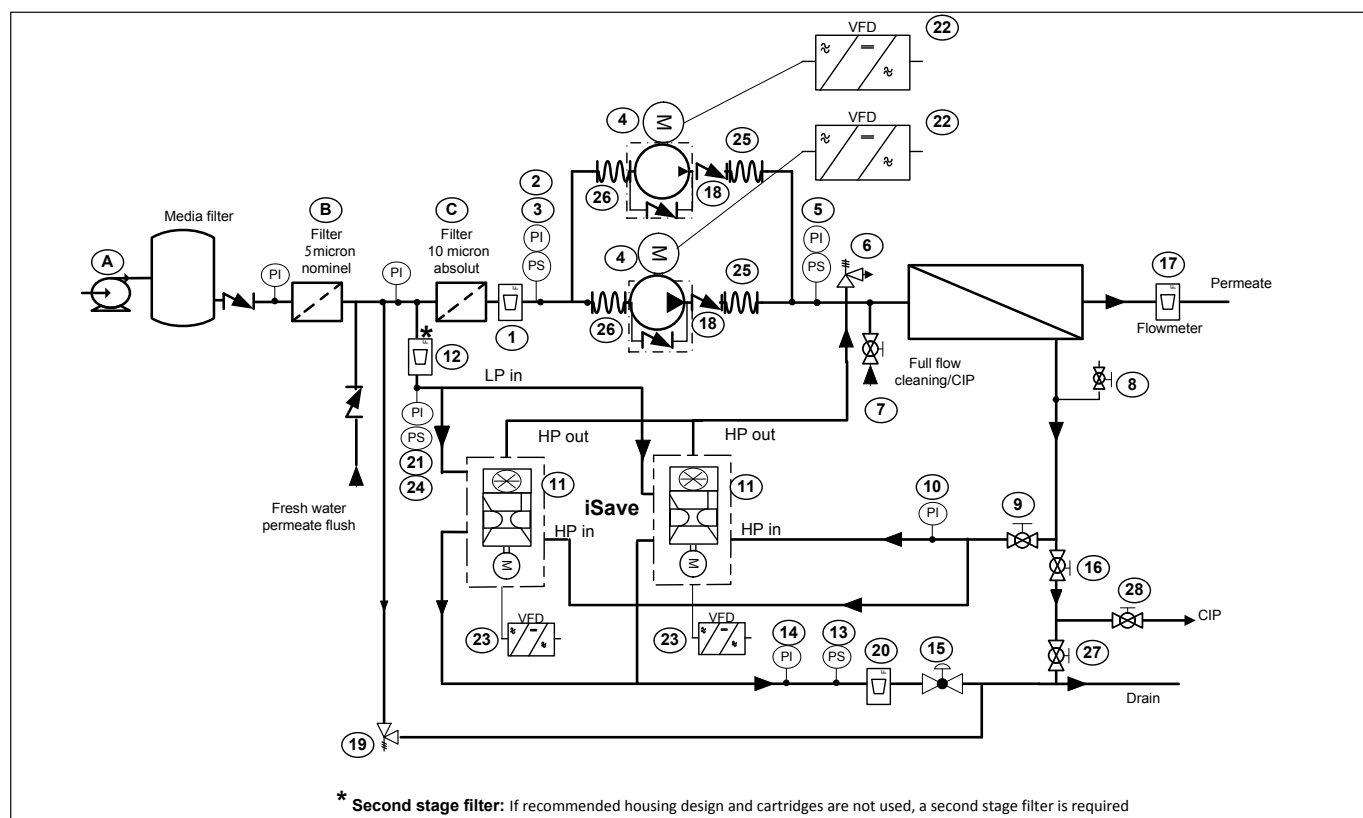 VFD
22
VFD
22
4
M
25
26
18
2
3
PI
PS
B
Filter
5 micron
nominel
C
Filter
10 micron
absolut
Media filter
A
PI
PI
4
M
25
26
18
5
PI
PS
6
17
F
Permeate
Flowmeter
F
1
*
F
12
LP in
Full flow
cleaning/CIP
7
8
PI
PS
21
24
HP out
HP out
Fresh water
permeate flush
11
iSave
11
10
PI
9
HP in
HP in
M
M
16
28
CIP
23
VFD
23
VFD
14
PI
13
PS
20
F
15
27
Drain
19
* Second stage filter: If recommended housing design and cartridges are not used, a second stage filter is required